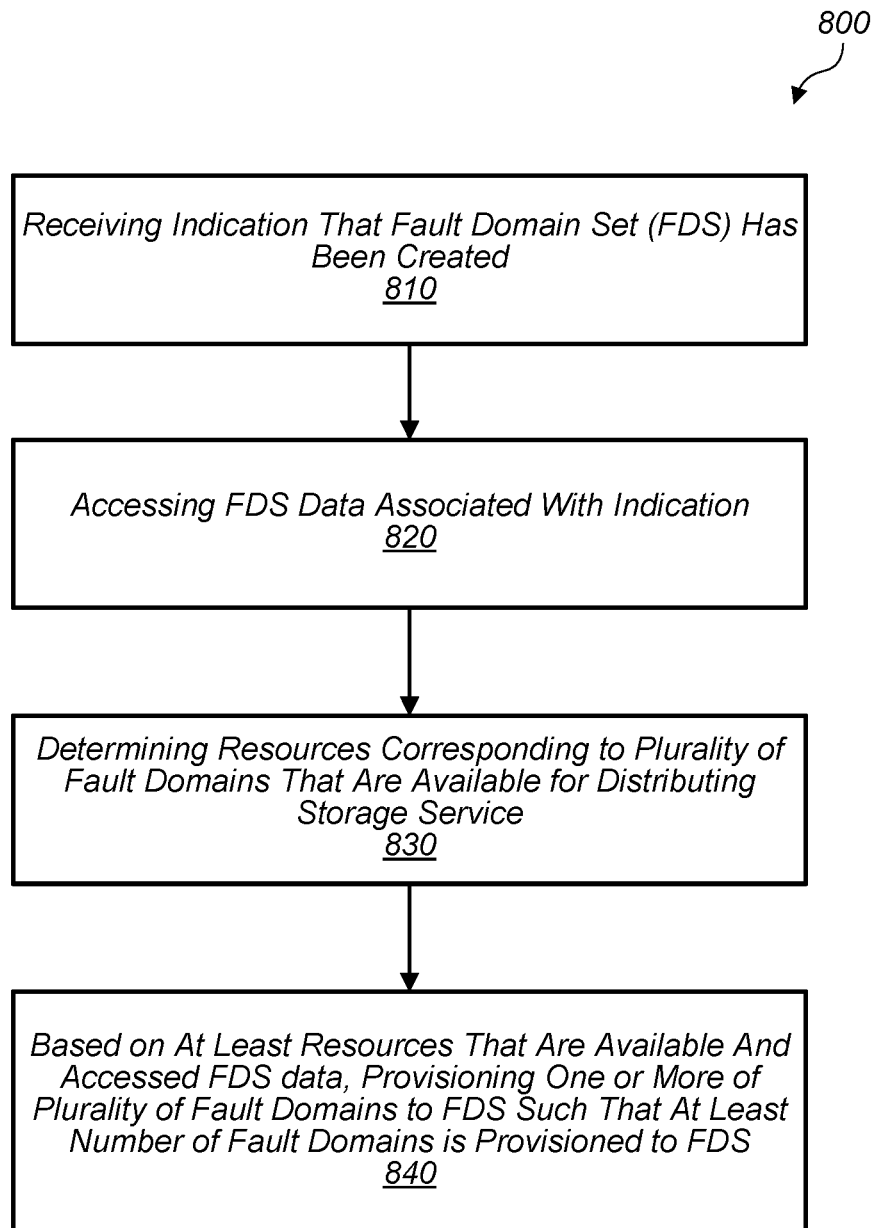 800
Receiving Indication That Fault Domain Set (FDS) Has
Been Created
810
Accessing FDS Data Associated With Indication
820
Determining Resources Corresponding to Plurality of
Fault Domains That Are Available for Distributing
Storage Service
830
Based on At Least Resources That Are Available And
Accessed FDS data, Provisioning One or More of
Plurality of Fault Domains to FDS Such That At Least
Number of Fault Domains is Provisioned to FDS
840